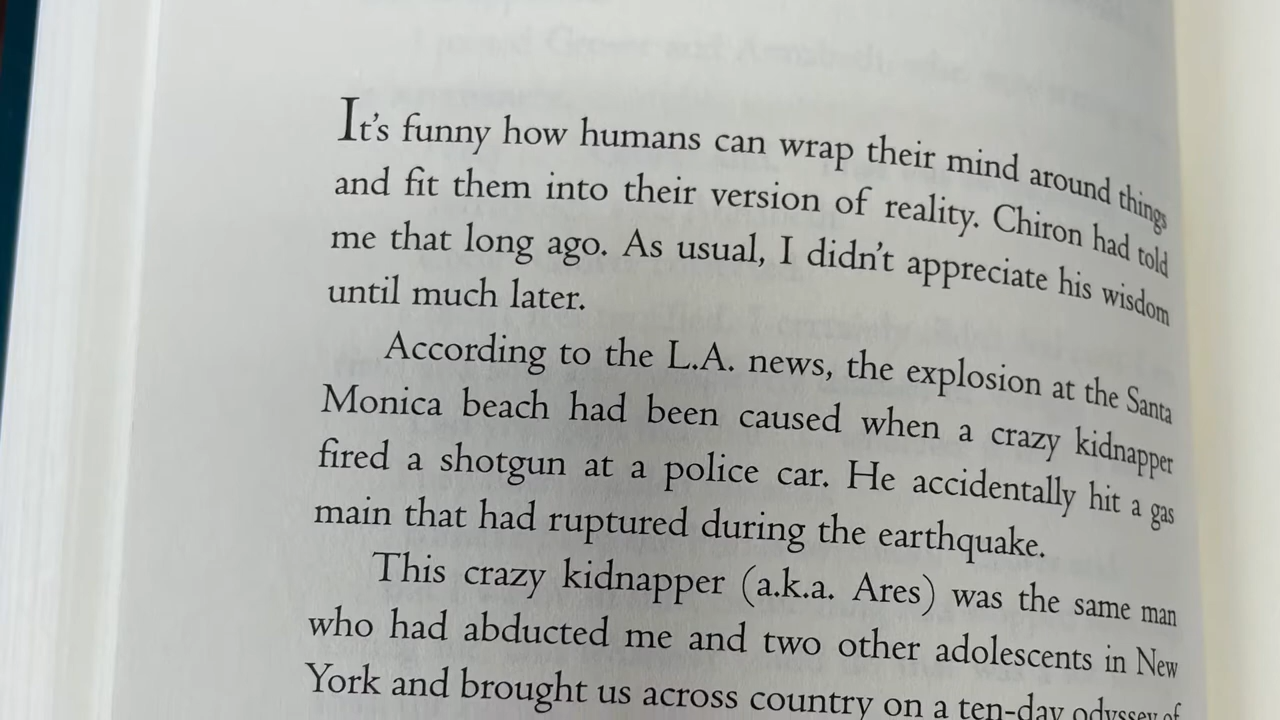 It's funny how humans can wrap their mind around things
and fit them into their version of reality. Chiron had told
me that long ago. As usual, I didn't appreciate his wisdom
until much later.
According to the L.A. news, the explosion at the Santa
Monica beach had been caused when a crazy kidnapper
fired a shotgun at a police car. He accidentally hit a gas
main that had ruptured during the earthquake.
This crazy kidnapper (a.k.a. Ares) was the same man
who had abducted me and two other adolescents in New
York and brought us across country on a ten-day odyssey of